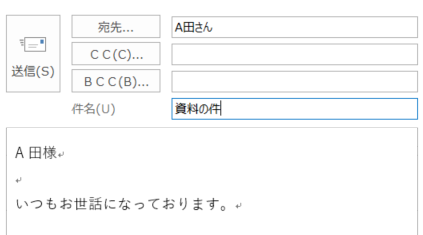 宛先... A田さん
送信(S)
ＣＣ(C)...
ＢＣＣ(B)...
件名(U) 資料の件
A 田様↵
↵
いつもお世話になっております。↵